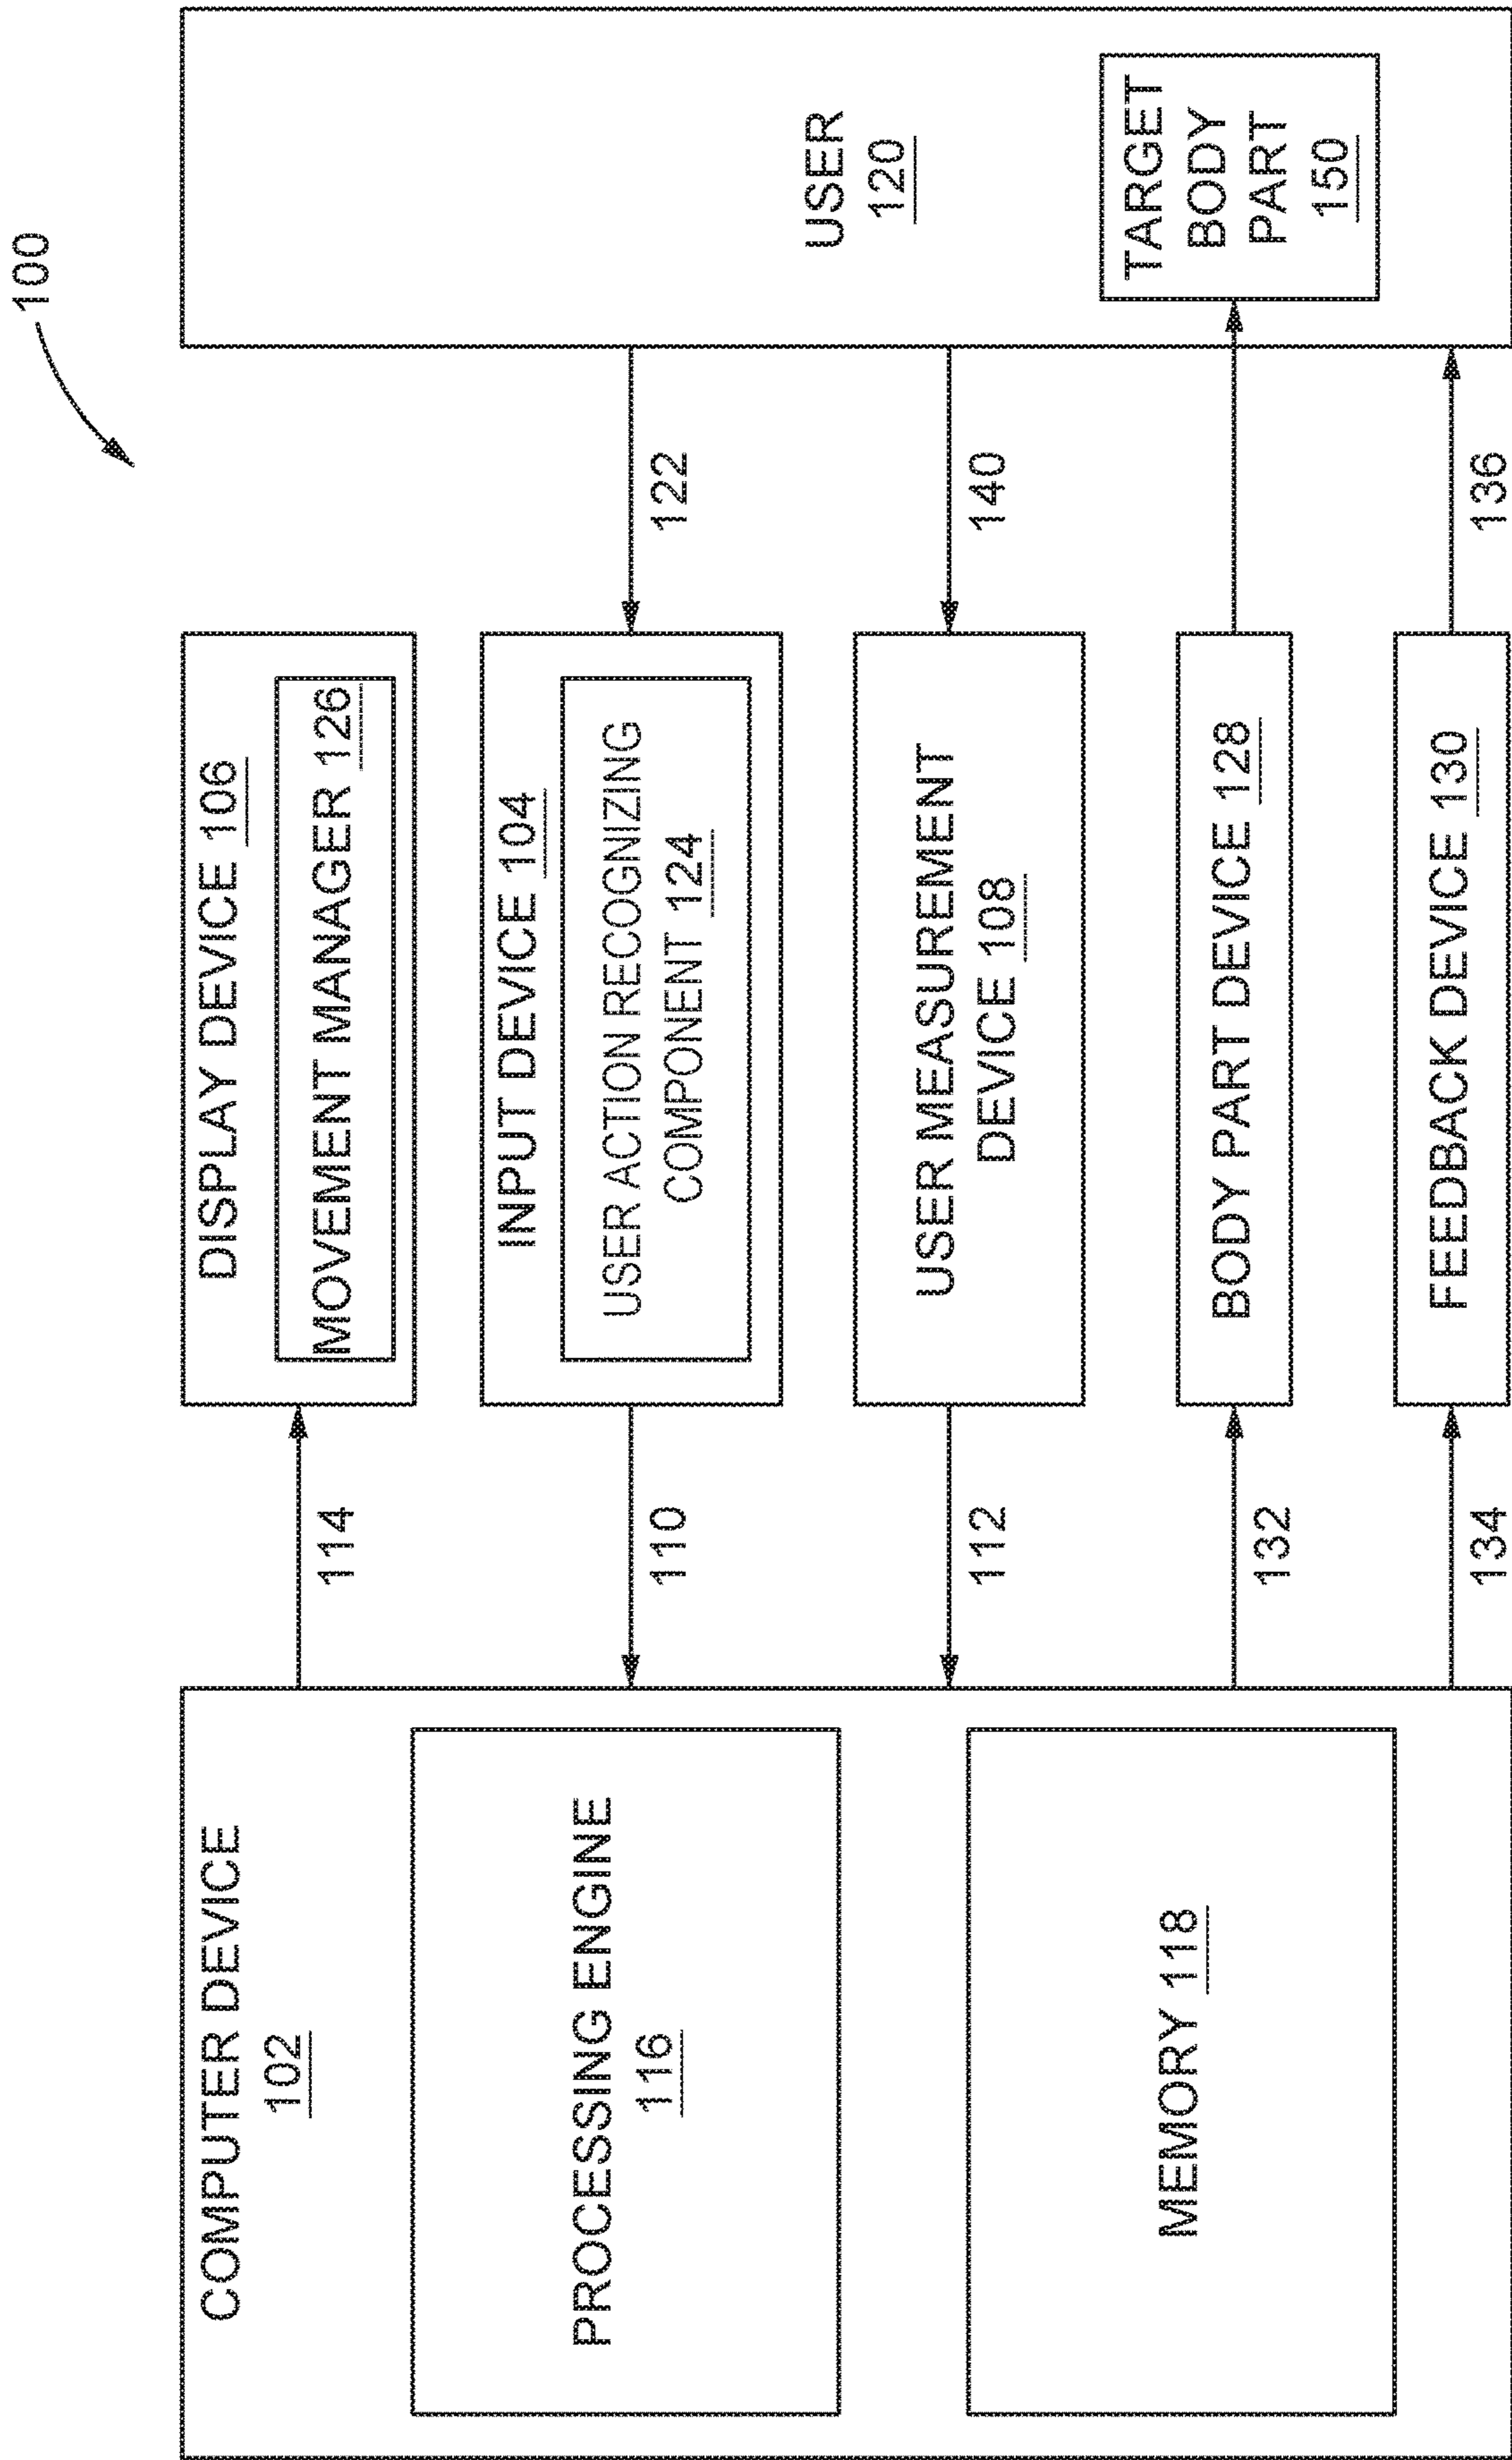 100
COMPUTER DEVICE
102
PROCESSING ENGINE
116
MEMORY 118
114
110
112
132
134
DISPLAY DEVICE 106
MOVEMENT MANAGER 126
INPUT DEVICE 104
USER ACTION RECOGNIZING
COMPONENT 124
USER MEASUREMENT
DEVICE 108
BODY PART DEVICE 128
FEEDBACK DEVICE 130
122
140
136
USER
120
TARGET
BODY
PART
150